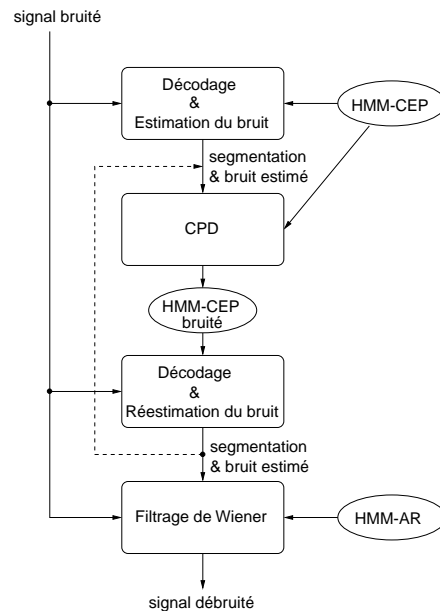 signal bruité
Décodage
&
Estimation du bruit
HMM-CEP
segmentation
& bruit estimé
CPD
HMM-CEP
bruité
Décodage
&
Réestimation du bruit
segmentation
& bruit estimé
Filtrage de Wiener
HMM-AR
signal débruité